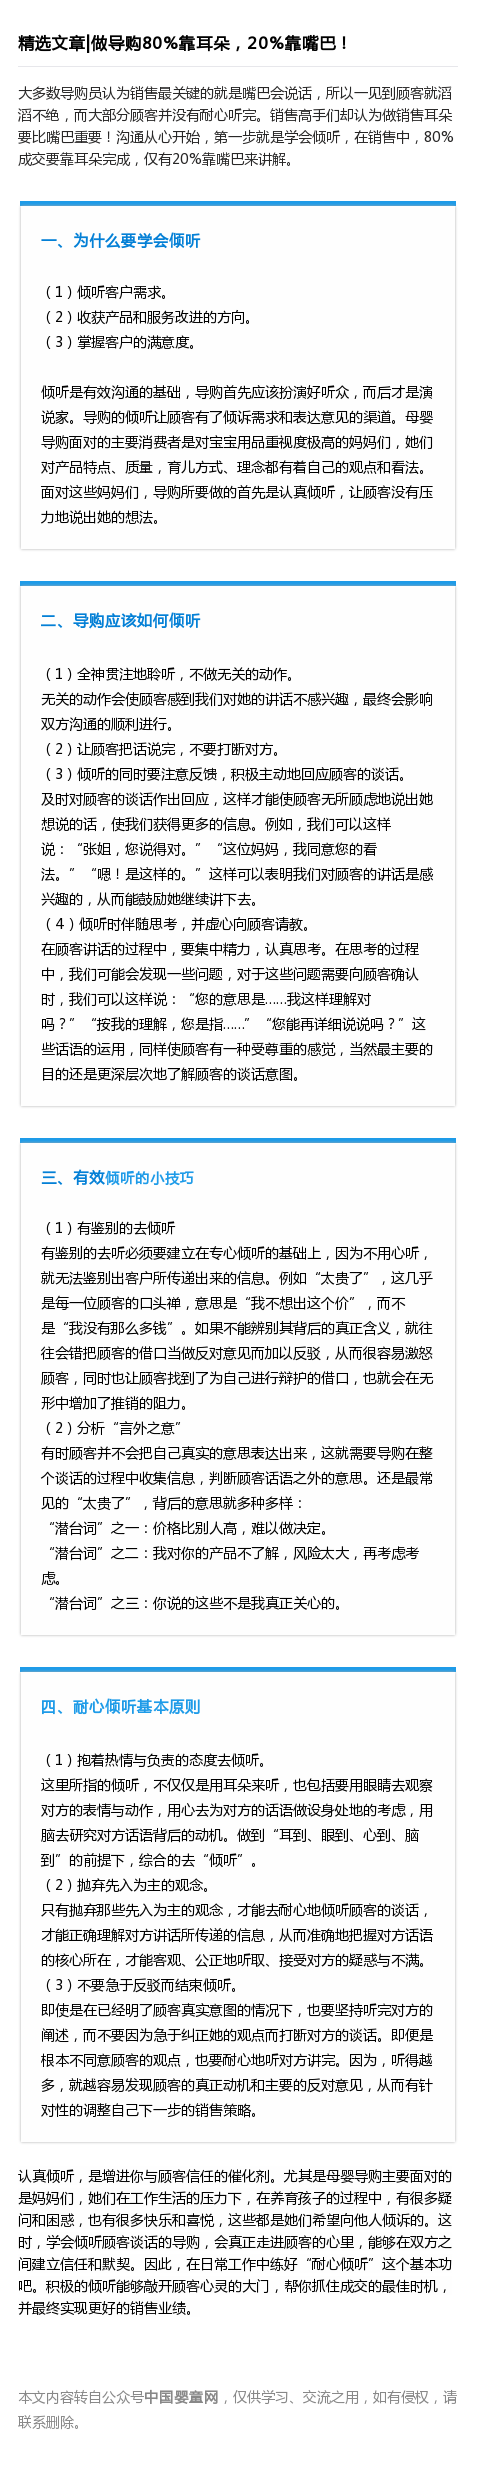 精选文章|做导购80%靠耳朵，20%靠嘴巴！
大多数导购员认为销售最关键的就是嘴巴会说话，所以一见到顾客就滔
滔不绝，而大部分顾客并没有耐心听完。销售高手们却认为做销售耳朵
要比嘴巴重要！沟通从心开始，第一步就是学会倾听，在销售中，80%
成交要靠耳朵完成，仅有20%靠嘴巴来讲解。
一、为什么要学会倾听
（1）倾听客户需求。
（2）收获产品和服务改进的方向。
（3）掌握客户的满意度。
倾听是有效沟通的基础，导购首先应该扮演好听众，而后才是演
说家。导购的倾听让顾客有了倾诉需求和表达意见的渠道。母婴
导购面对的主要消费者是对宝宝用品重视度极高的妈妈们，她们
对产品特点、质量，育儿方式、理念都有着自己的观点和看法。
面对这些妈妈们，导购所要做的首先是认真倾听，让顾客没有压
力地说出她的想法。
二、导购应该如何倾听
（1）全神贯注地聆听，不做无关的动作。
无关的动作会使顾客感到我们对她的讲话不感兴趣，最终会影响
双方沟通的顺利进行。
（2）让顾客把话说完，不要打断对方。
（3）倾听的同时要注意反馈，积极主动地回应顾客的谈话。
及时对顾客的谈话作出回应，这样才能使顾客无所顾虑地说出她
想说的话，使我们获得更多的信息。例如，我们可以这样
说：“张姐，您说得对。”“这位妈妈，我同意您的看
法。”“嗯！是这样的。”这样可以表明我们对顾客的讲话是感
兴趣的，从而能鼓励她继续讲下去。
（4）倾听时伴随思考，并虚心向顾客请教。
在顾客讲话的过程中，要集中精力，认真思考。在思考的过程
中，我们可能会发现一些问题，对于这些问题需要向顾客确认
时，我们可以这样说：“您的意思是……我这样理解对
吗？”“按我的理解，您是指……”“您能再详细说说吗？”这
些话语的运用，同样使顾客有一种受尊重的感觉，当然最主要的
目的还是更深层次地了解顾客的谈话意图。
三、有效倾听的小技巧
（1）有鉴别的去倾听
有鉴别的去听必须要建立在专心倾听的基础上，因为不用心听，
就无法鉴别出客户所传递出来的信息。例如“太贵了”，这几乎
是每一位顾客的口头禅，意思是“我不想出这个价”，而不
是“我没有那么多钱”。如果不能辨别其背后的真正含义，就往
往会错把顾客的借口当做反对意见而加以反驳，从而很容易激怒
顾客，同时也让顾客找到了为自己进行辩护的借口，也就会在无
形中增加了推销的阻力。
（2）分析“言外之意”
有时顾客并不会把自己真实的意思表达出来，这就需要导购在整
个谈话的过程中收集信息，判断顾客话语之外的意思。还是最常
见的“太贵了”，背后的意思就多种多样：
“潜台词”之一：价格比别人高，难以做决定。
“潜台词”之二：我对你的产品不了解，风险太大，再考虑考
虑。
“潜台词”之三：你说的这些不是我真正关心的。
四、耐心倾听基本原则
（1）抱着热情与负责的态度去倾听。
这里所指的倾听，不仅仅是用耳朵来听，也包括要用眼睛去观察
对方的表情与动作，用心去为对方的话语做设身处地的考虑，用
脑去研究对方话语背后的动机。做到“耳到、眼到、心到、脑
到”的前提下，综合的去“倾听”。
（2）抛弃先入为主的观念。
只有抛弃那些先入为主的观念，才能去耐心地倾听顾客的谈话，
才能正确理解对方讲话所传递的信息，从而准确地把握对方话语
的核心所在，才能客观、公正地听取、接受对方的疑惑与不满。
（3）不要急于反驳而结束倾听。
即使是在已经明了顾客真实意图的情况下，也要坚持听完对方的
阐述，而不要因为急于纠正她的观点而打断对方的谈话。即便是
根本不同意顾客的观点，也要耐心地听对方讲完。因为，听得越
多，就越容易发现顾客的真正动机和主要的反对意见，从而有针
对性的调整自己下一步的销售策略。
认真倾听，是增进你与顾客信任的催化剂。尤其是母婴导购主要面对的
是妈妈们，她们在工作生活的压力下，在养育孩子的过程中，有很多疑
问和困惑，也有很多快乐和喜悦，这些都是她们希望向他人倾诉的。这
时，学会倾听顾客谈话的导购，会真正走进顾客的心里，能够在双方之
间建立信任和默契。因此，在日常工作中练好“耐心倾听”这个基本功
吧。积极的倾听能够敲开顾客心灵的大门，帮你抓住成交的最佳时机，
并最终实现更好的销售业绩。
本文内容转自公众号中国婴童网，仅供学习、交流之用，如有侵权，请
联系删除。